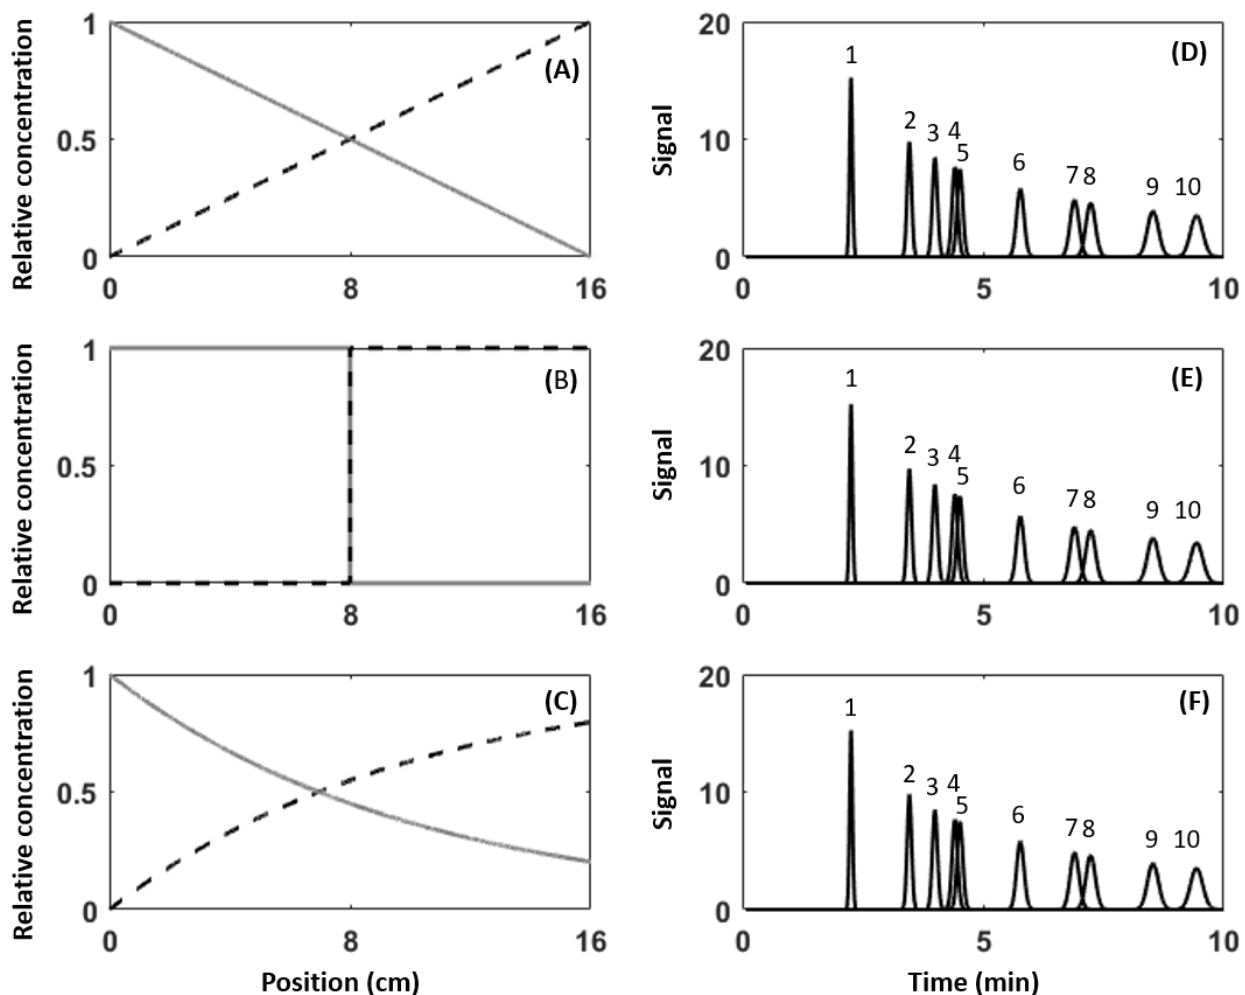 Relative concentration
1
0.5
0
(A)
0 8 16
Signal
20
10
0
(D)
1
2
3
4
5
6
7 8
9
10
0 5 10
Relative concentration
1
0.5
0
(B)
0 8 16
Signal
20
10
0
(E)
1
2
3
4
5
6
7 8
9
10
0 5 10
Relative concentration
1
0.5
0
(C)
0 8 16
Position (cm)
Signal
20
10
0
(F)
1
2
3
4
5
6
7 8
9
10
0 5 10
Time (min)